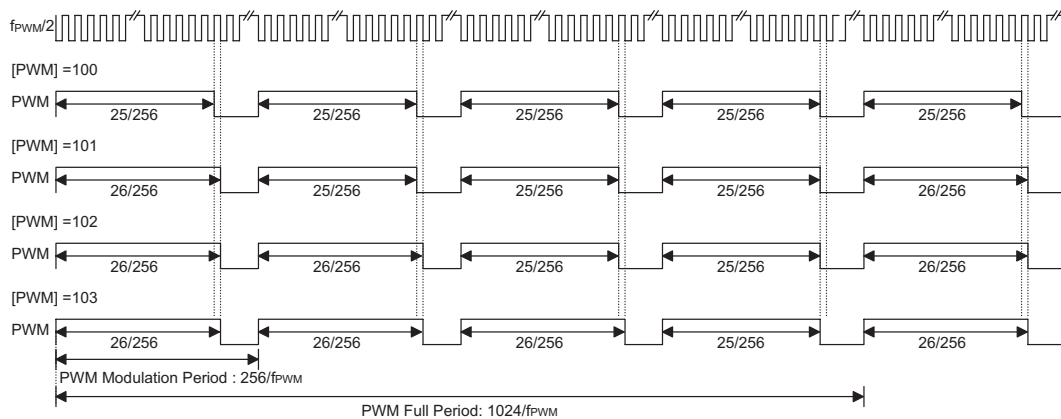 fPWM/2
[PWM] =100
PWM
25/256 25/256 25/256 25/256 25/256
[PWM] =101
PWM
26/256 25/256 25/256 25/256 26/256
[PWM] =102
PWM
26/256 26/256 25/256 25/256 26/256
[PWM] =103
PWM
26/256 26/256 26/256 25/256 26/256
PWM Modulation Period : 256/fPWM
PWM Full Period: 1024/fPWM